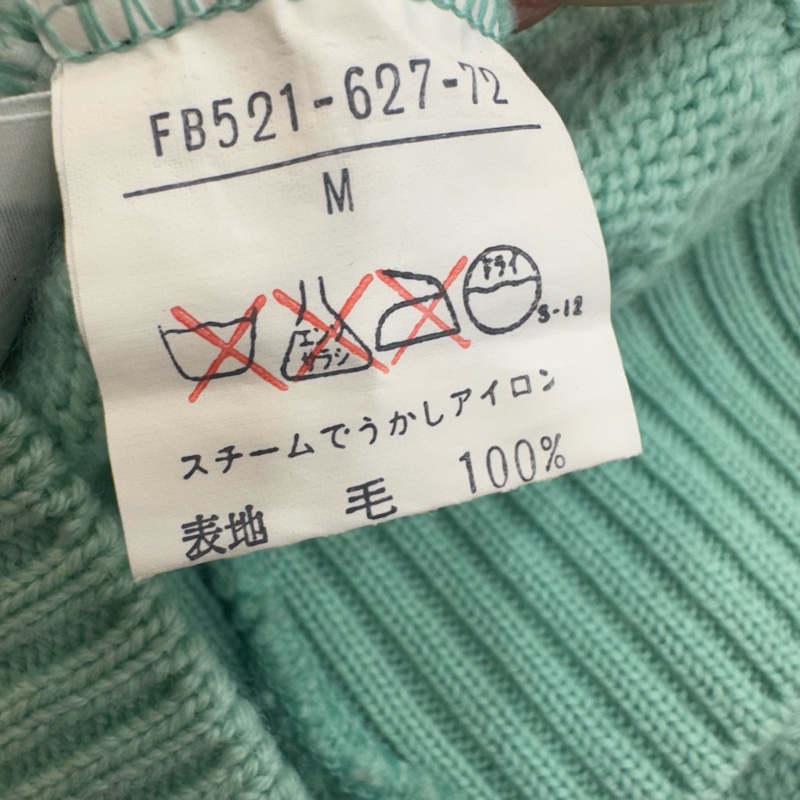 FB521-627-72
M
エンソ
サラシ
ドライ
S-12
スチームでうかしアイロン
表地 毛 100%